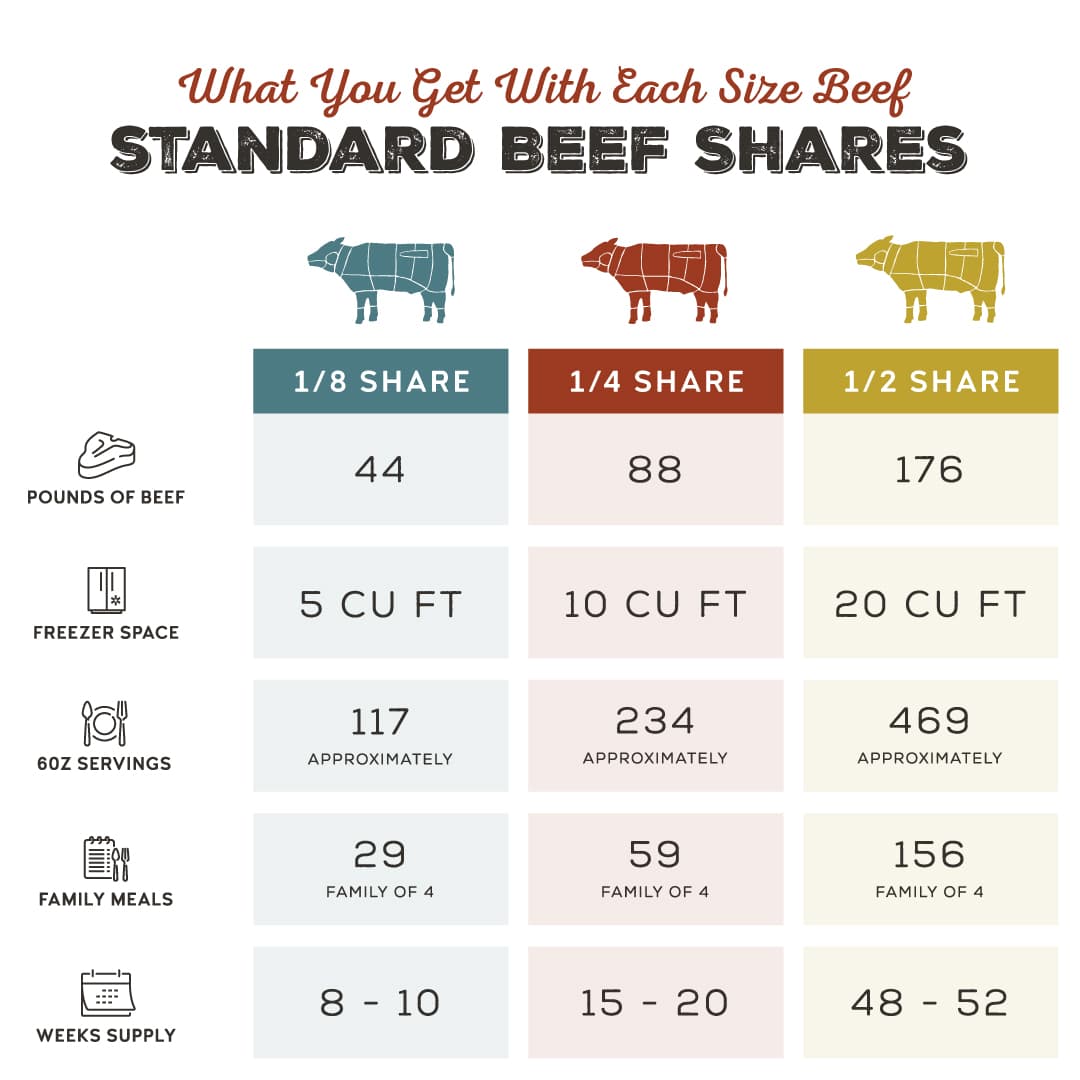 What You Get With Each Size Beef
STANDARD BEEF SHARES
1/8 SHARE 1/4 SHARE 1/2 SHARE
POUNDS OF BEEF 44 88 176
FREEZER SPACE 5 CU FT 10 CU FT 20 CU FT
6OZ SERVINGS 117 234 469
APPROXIMATELY APPROXIMATELY APPROXIMATELY
FAMILY MEALS 29 59 156
FAMILY OF 4 FAMILY OF 4 FAMILY OF 4
WEEKS SUPPLY 8 - 10 15 - 20 48 - 52